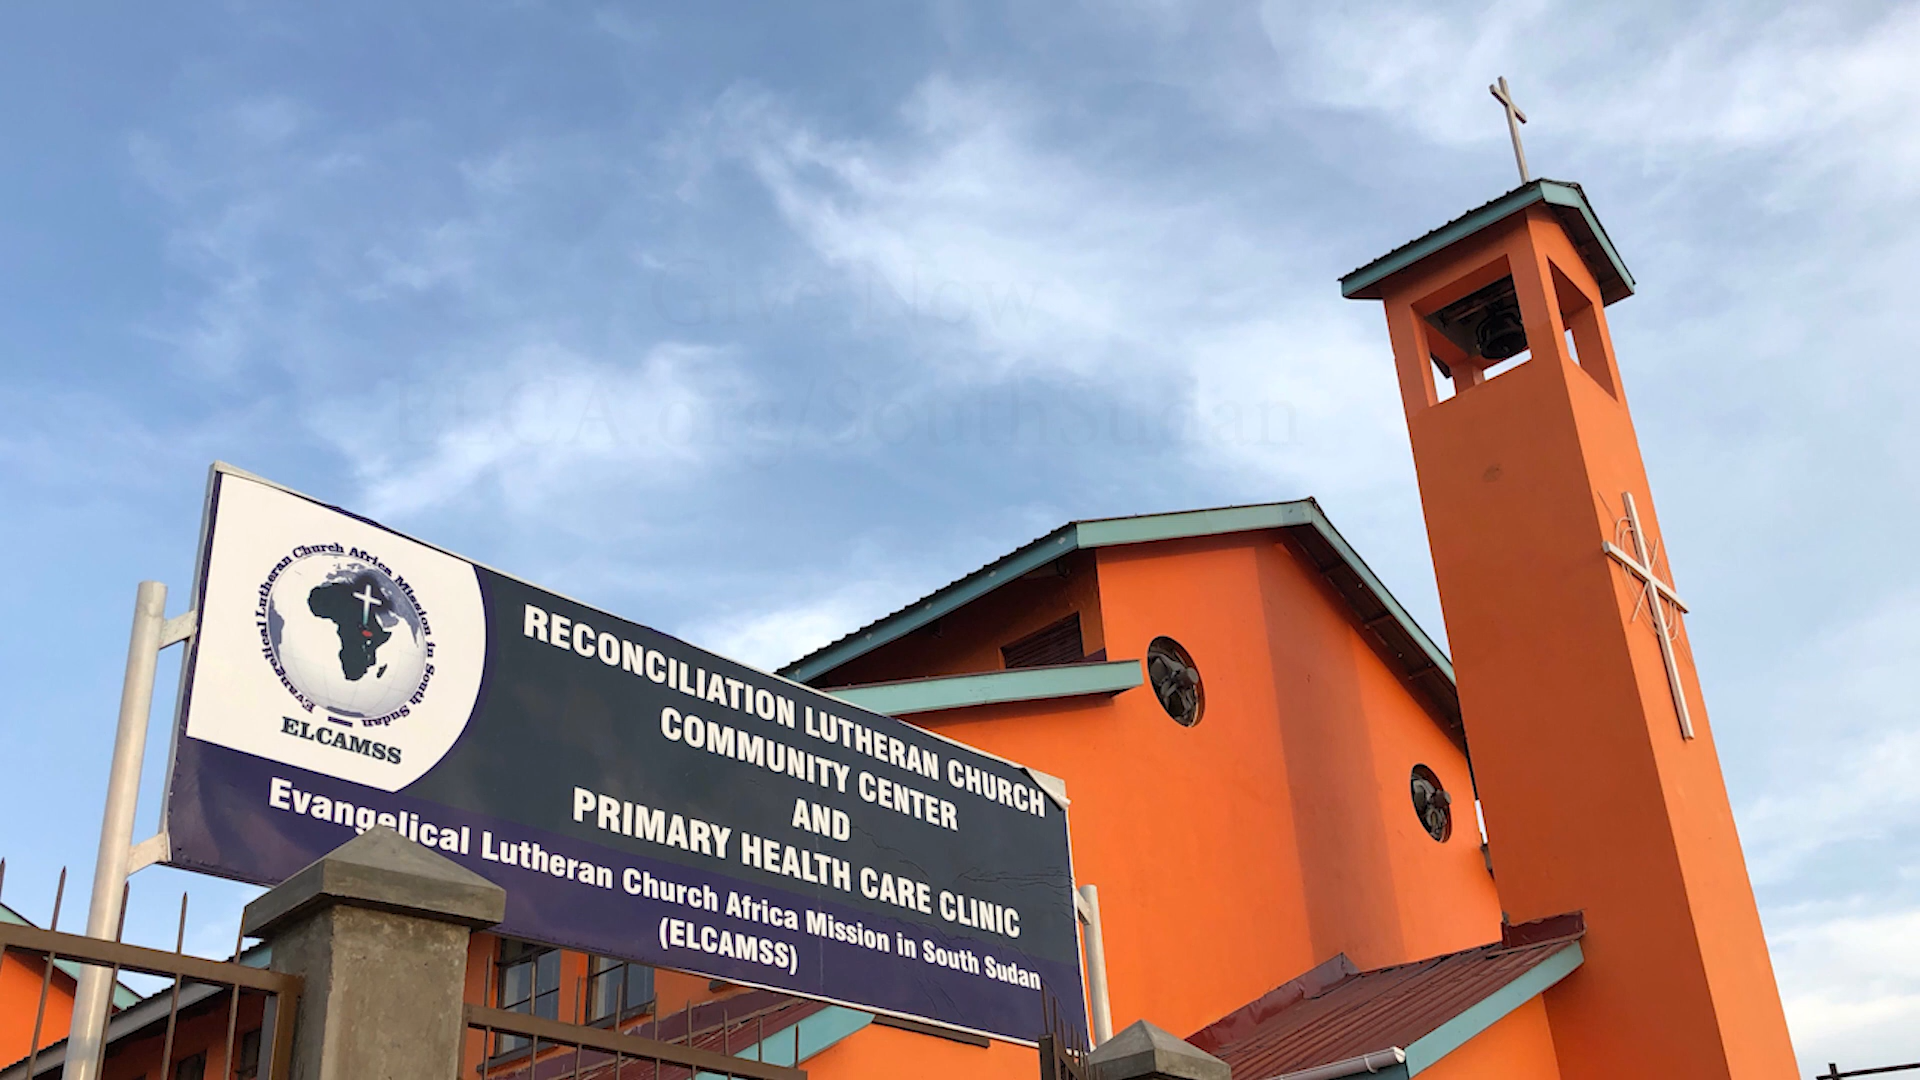 Give Now
ELCA.org/SouthSudan
Evangelical Lutheran Church Africa Mission in South Sudan
ELCAMSS
RECONCILIATION LUTHERAN CHURCH
COMMUNITY CENTER
AND
PRIMARY HEALTH CARE CLINIC
Evangelical Lutheran Church Africa Mission in South Sudan
(ELCAMSS)